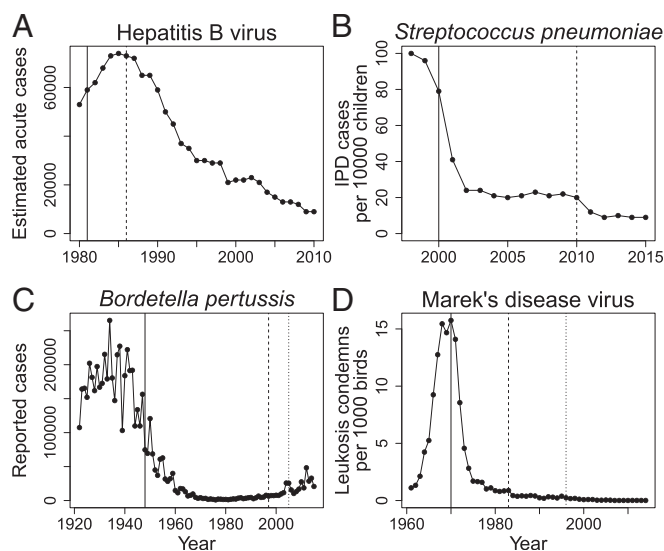 A
Hepatitis B virus
Estimated acute cases
0
20000
60000
1980
1990
2000
2010
B
Streptococcus pneumoniae
IPD cases
per 10000 children
0
20
40
60
80
100
2000
2005
2010
2015
C
Bordetella pertussis
Reported cases
0
100000
200000
1920
1940
1960
1980
2000
Year
D
Marek's disease virus
Leukosis condemns
per 1000 birds
0
5
10
15
1960
1970
1980
2000
Year